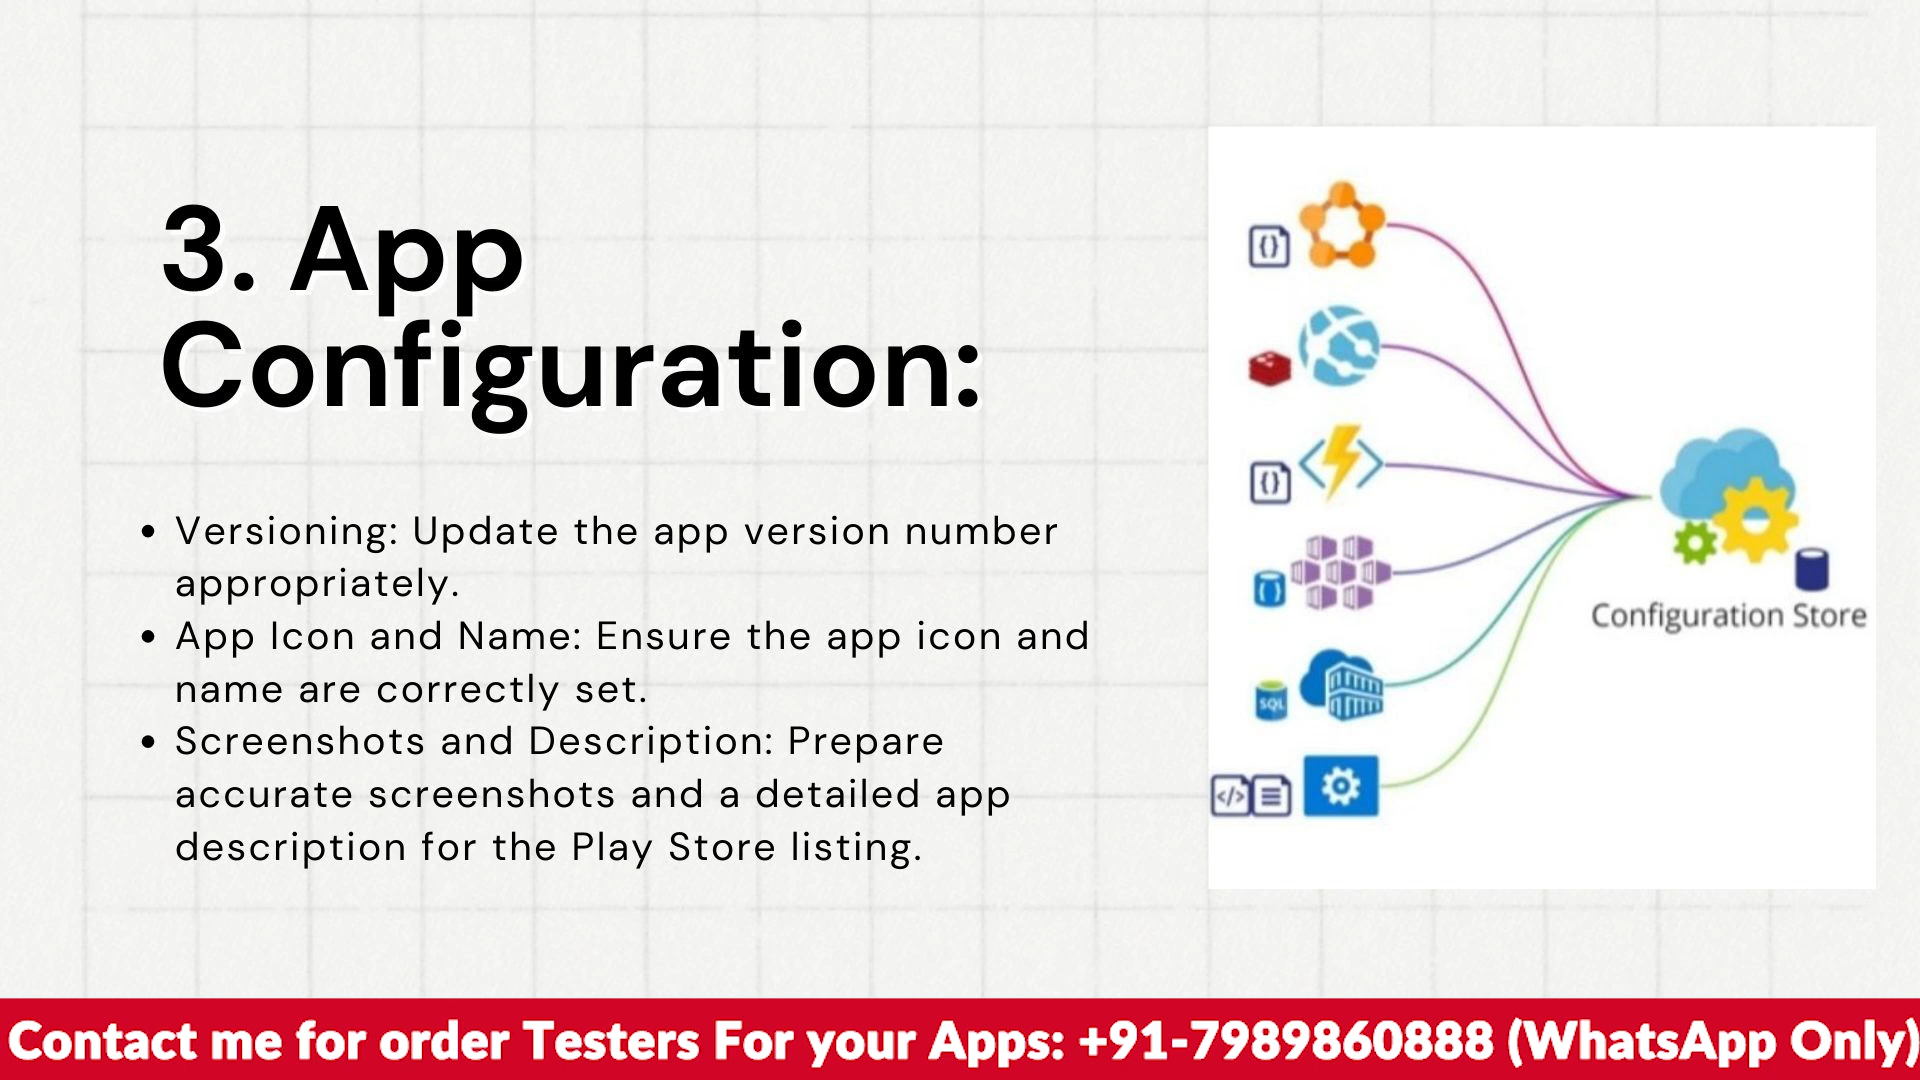 3. App
Configuration:
• Versioning: Update the app version number
appropriately.
• App Icon and Name: Ensure the app icon and
name are correctly set.
• Screenshots and Description: Prepare
accurate screenshots and a detailed app
description for the Play Store listing.
{}
{}
{}
SQL
</>
Configuration Store
Contact me for order Testers For your Apps: +91-7989860888 (WhatsApp Only)